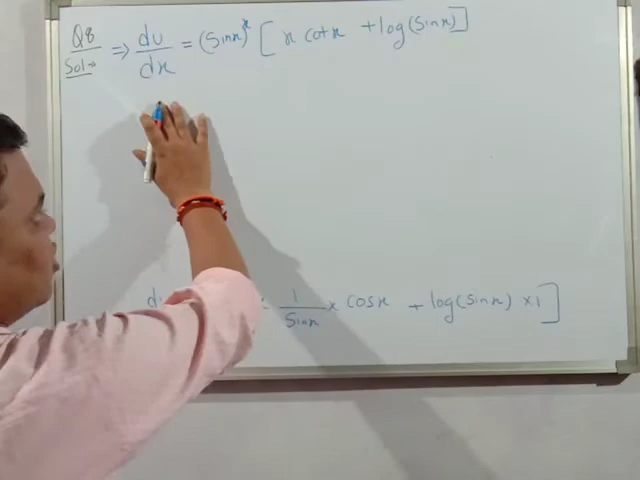 Q8
Sol→ ⇒ du/dx = (sinx)^x [ x cotx + log(sinx) ]
1/sinx × cosx + log(sinx) ×1 ]